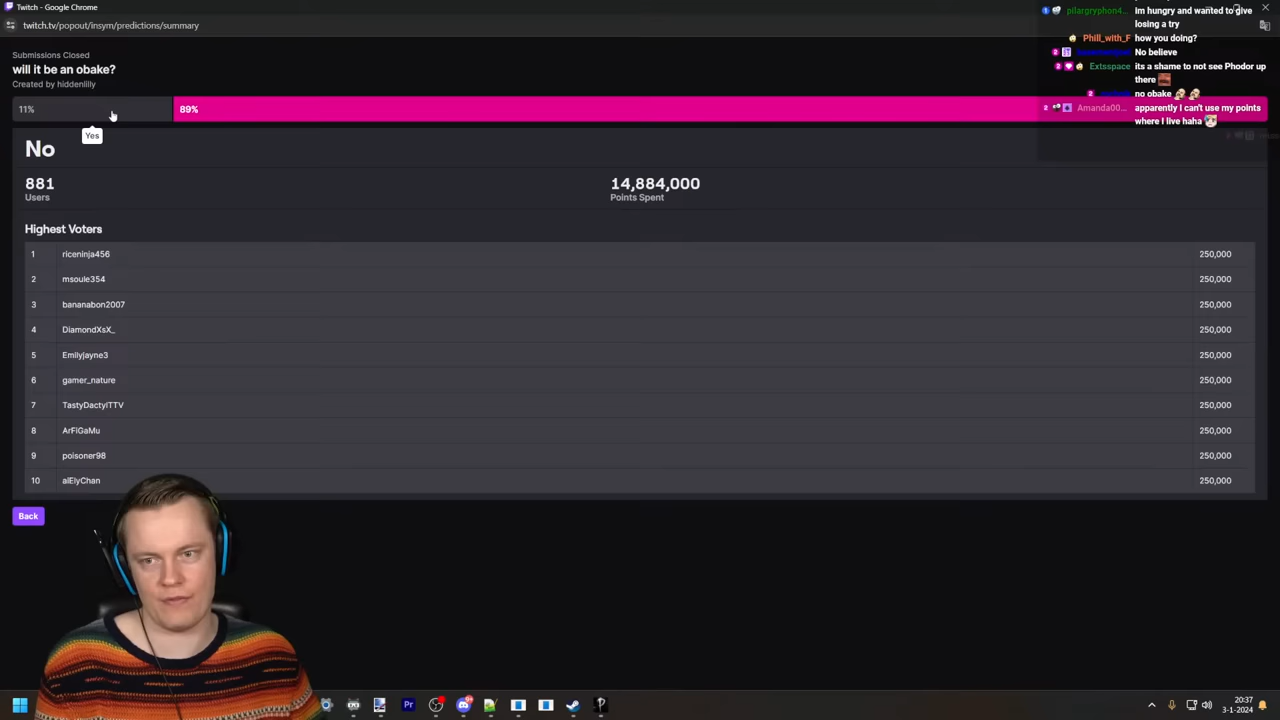 Twitch - Google Chrome
twitch.tv/popout/insym/predictions/summary
Submissions Closed
will it be an obake?
Created by hiddenlilly
11%
89%
Yes
No
881
Users
14,884,000
Points Spent
Highest Voters
1 riceninja456 250,000
2 msoule354 250,000
3 bananabon2007 250,000
4 DiamondXsX_ 250,000
5 Emilyjayne3 250,000
6 gamer_nature 250,000
7 TastyDactylTTV 250,000
8 ArFiGaMu 250,000
9 poisoner98 250,000
10 alElyChan 250,000
Back
pilargryphon4... Im hungry and wanted to give
losing a try
Phill_with_F how you doing?
No believe
Extsspace its a shame to not see Phodor up
there
no obake
Amanda00... apparently I can't use my points
where I live haha
Pr
20:37
3-1-2024